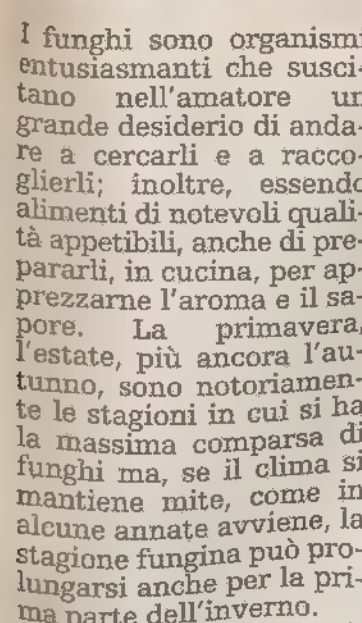 I funghi sono organismi
entusiasmanti che susci-
tano nell'amatore un
grande desiderio di anda-
re a cercarli e a racco-
glierli; inoltre, essendo
alimenti di notevoli quali-
tà appetibili, anche di pre-
pararli, in cucina, per ap-
prezzarne l'aroma e il sa-
pore. La primavera,
l'estate, più ancora l'au-
tunno, sono notoriamen-
te le stagioni in cui si ha
la massima comparsa di
funghi ma, se il clima si
mantiene mite, come in
alcune annate avviene, la
stagione fungina può pro-
lungarsi anche per la pri-
ma parte dell'inverno.